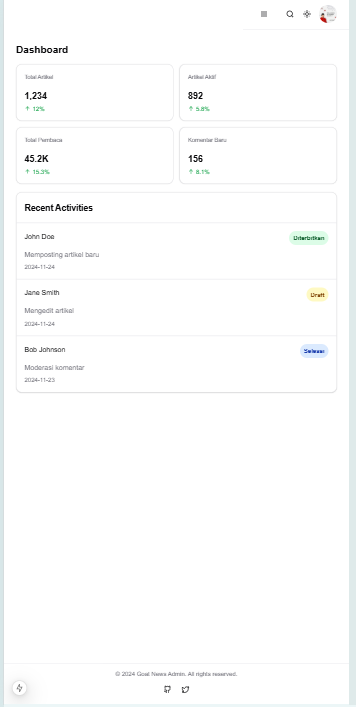 Dashboard
Total Artikel
1,234
↑ 12%
Artikel Aktif
892
↑ 5.8%
Total Pembaca
45.2K
↑ 15.3%
Komentar Baru
156
↑ 8.1%
Recent Activities
John Doe
Diterbitkan
Memposting artikel baru
2024-11-24
Jane Smith
Draft
Mengedit artikel
2024-11-24
Bob Johnson
Selesai
Moderasi komentar
2024-11-23
© 2024 Goal News Admin. All rights reserved.